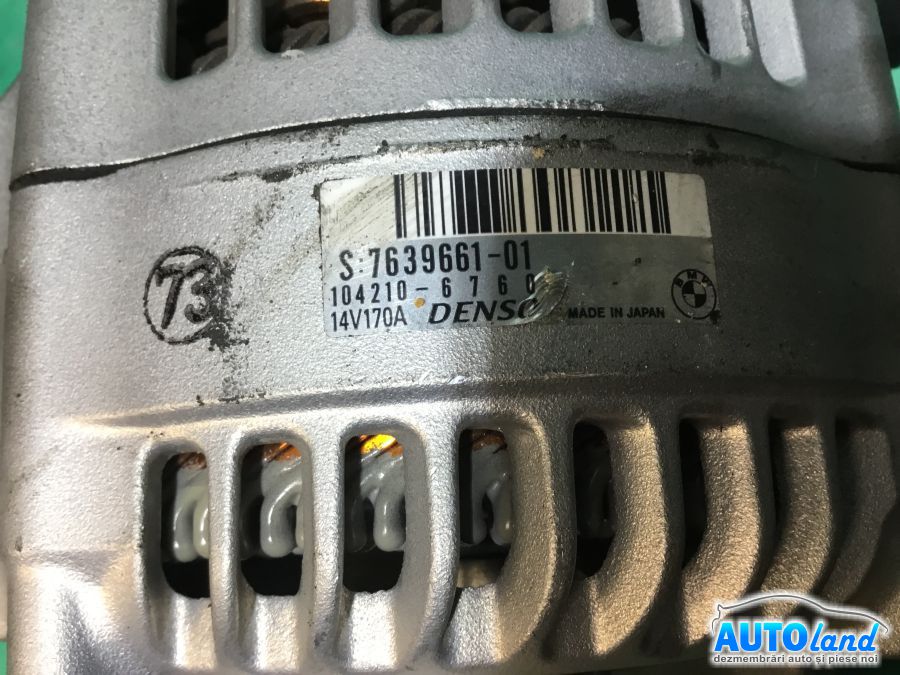 S:7639661-01
104210-6760
14V170A DENSO MADE IN JAPAN
BMW
73
AUTOland
dezmembrări auto și piese noi